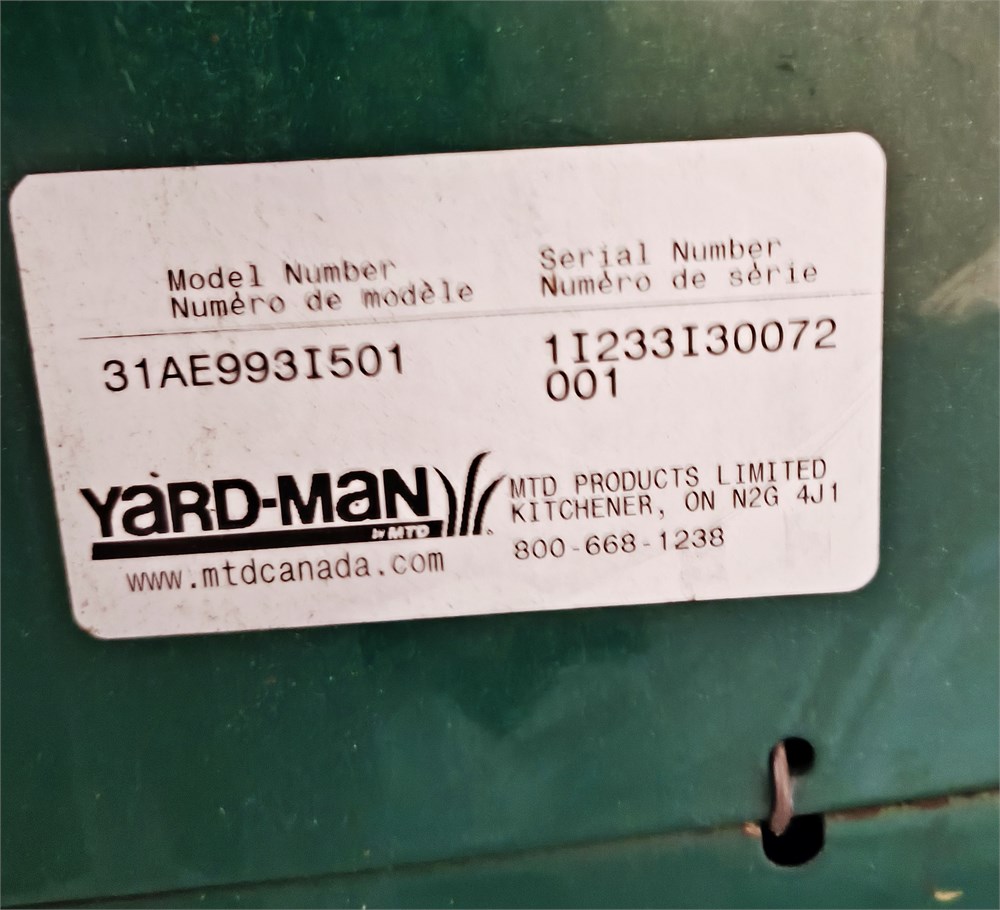 Model Number
Numéro de modèle
Serial Number
Numéro de série
31AE993I501
1I233I30072
001
YARD-MAN
by MTD
www.mtdcanada.com
MTD PRODUCTS LIMITED
KITCHENER, ON N2G 4J1
800-668-1238